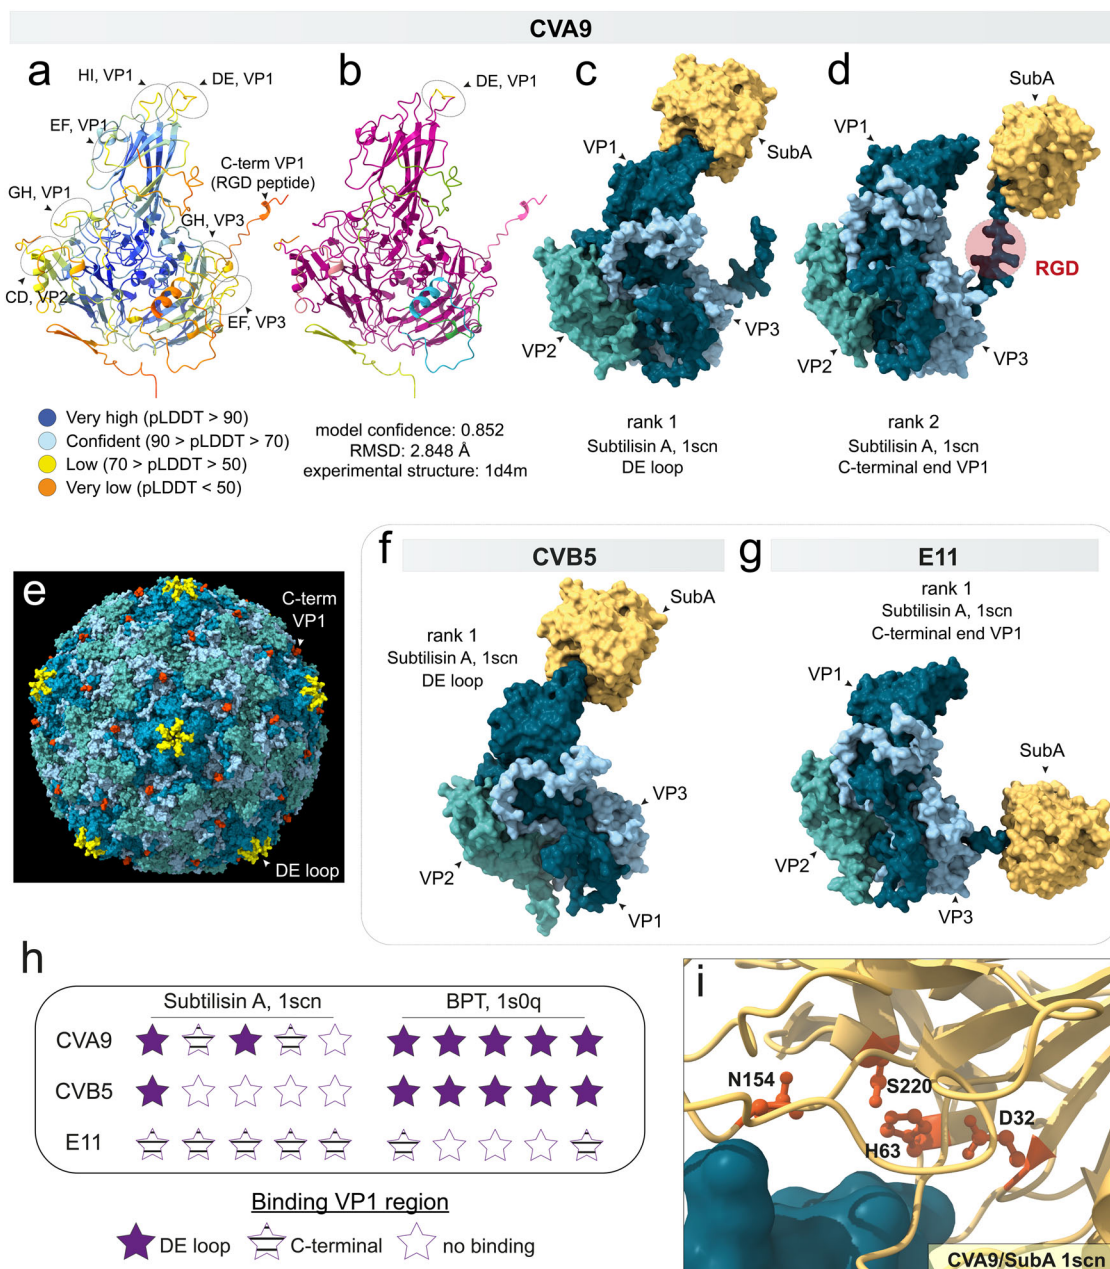 CVA9
a
HI, VP1
DE, VP1
EF, VP1
C-term VP1
(RGD peptide)
GH, VP1
GH, VP3
CD, VP2
EF, VP3
Very high (pLDDT > 90)
Confident (90 > pLDDT > 70)
Low (70 > pLDDT > 50)
Very low (pLDDT < 50)
b
DE, VP1
model confidence: 0.852
RMSD: 2.848 Å
experimental structure: 1d4m
c
VP1
SubA
VP2
VP3
rank 1
Subtilisin A, 1scn
DE loop
d
SubA
VP1
RGD
VP2
VP3
rank 2
Subtilisin A, 1scn
C-terminal end VP1
e
C-term
VP1
DE loop
f
CVB5
rank 1
Subtilisin A, 1scn
DE loop
SubA
VP3
VP2
VP1
g
E11
rank 1
Subtilisin A, 1scn
C-terminal end VP1
VP1
SubA
VP2
VP3
h
Subtilisin A, 1scn
BPT, 1s0q
CVA9
CVB5
E11
Binding VP1 region
DE loop
C-terminal
no binding
i
N154
S220
D32
H63
CVA9/SubA 1scn